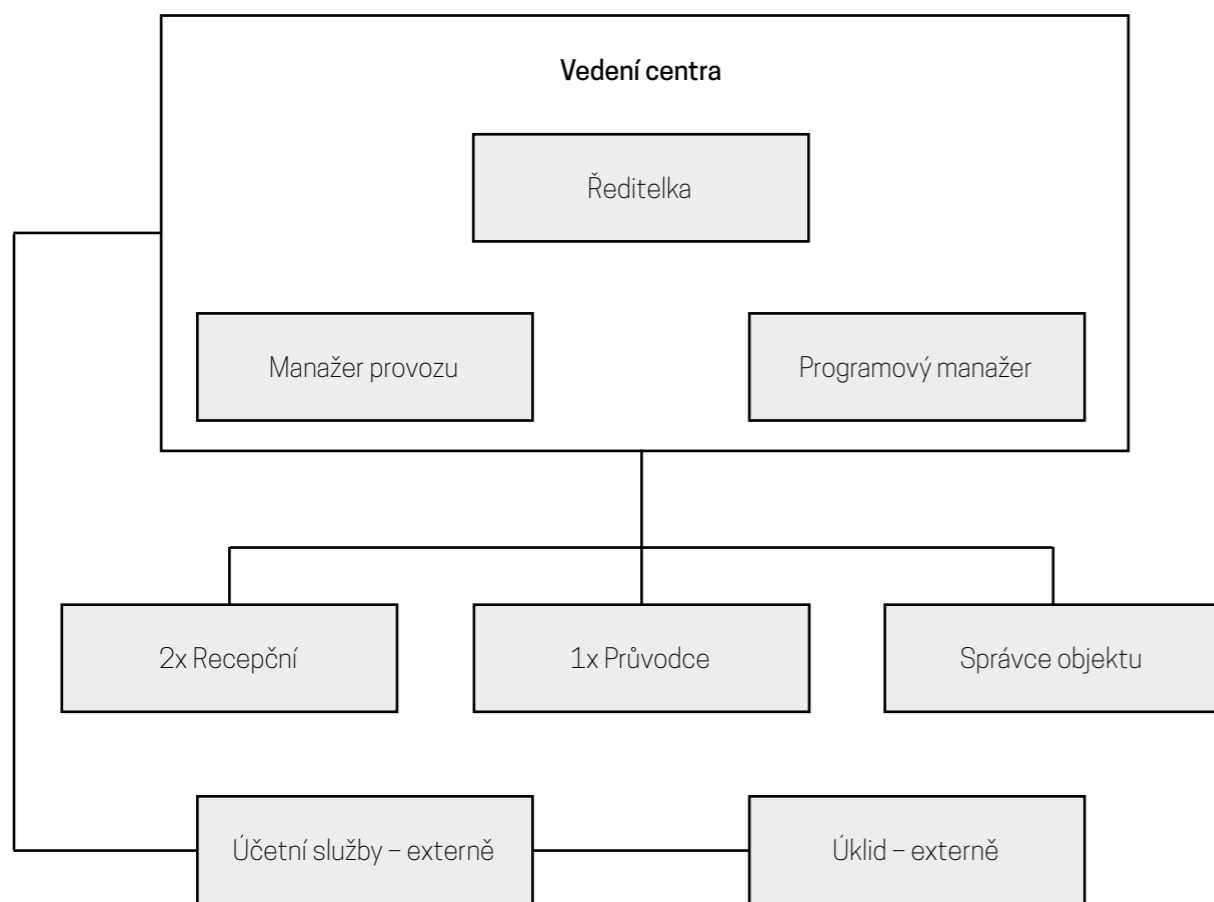 Vedení centra
Ředitelka
Manažer provozu
Programový manažer
2x Recepční
1x Průvodce
Správce objektu
Účetní služby – externě
Úklid – externě